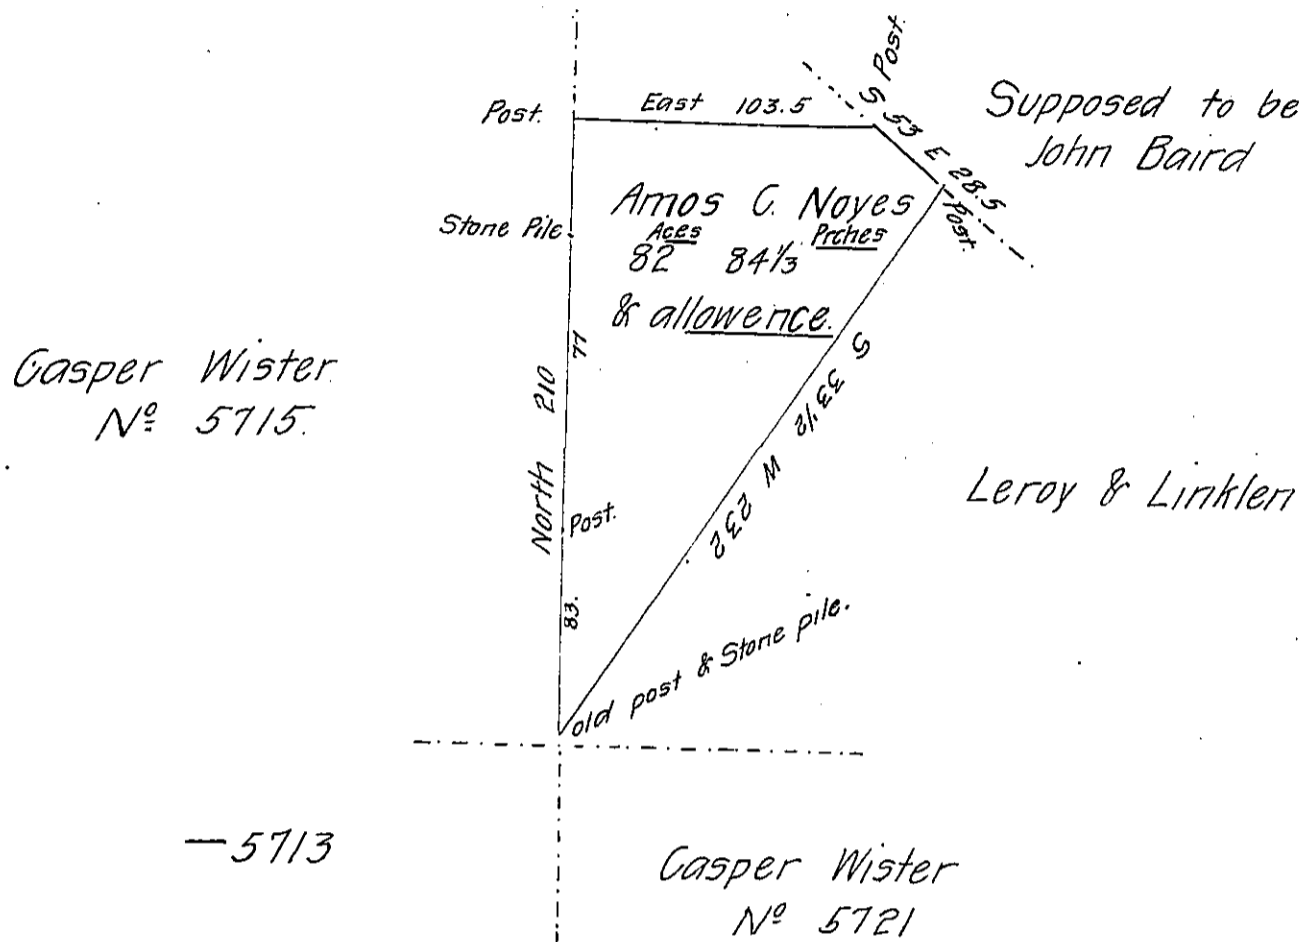 Post.
East 103.5
Post.
S 53 E 28.5
Post.
Supposed to be
John Baird
Stone Pile
Amos C. Noyes
Aces Prches
82 84 1/3
& allowence.
Casper Wister
Nº 5715.
North 210
77
Post.
83.
S 33 1/2 W 232
Leroy & Linklen
old post & Stone pile.
— 5713
Casper Wister
Nº 5721